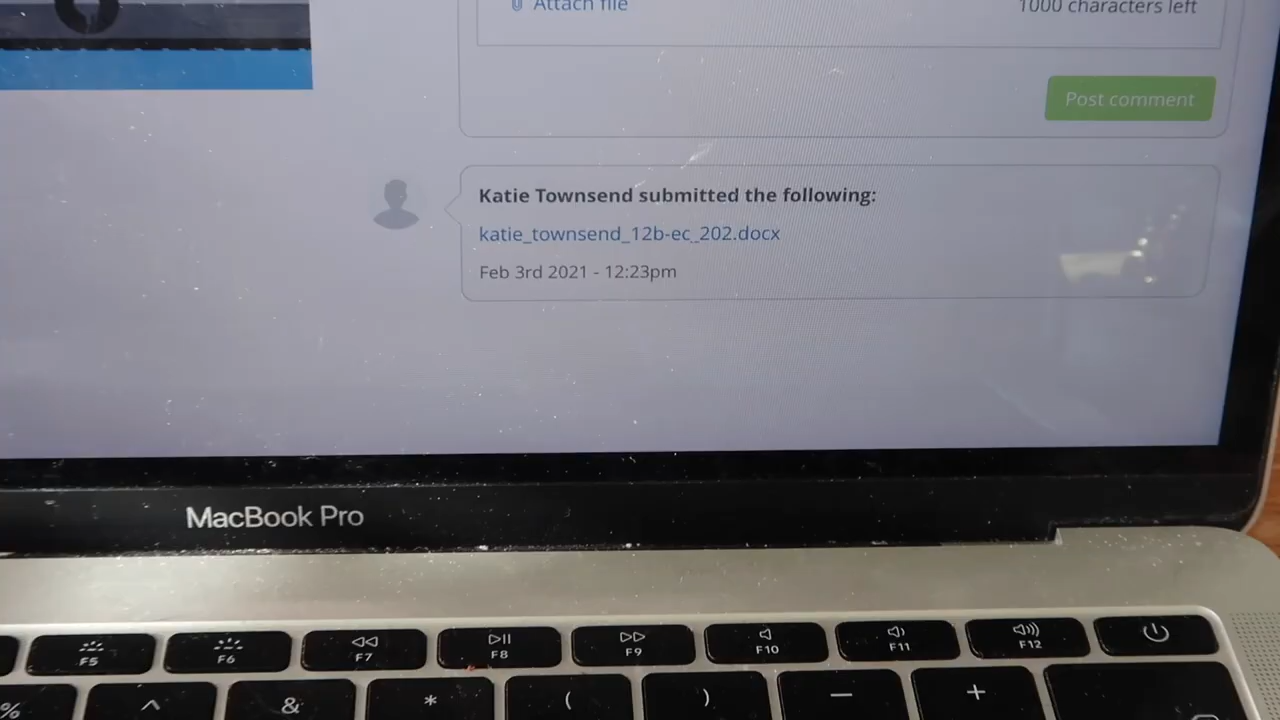 Attach file
1000 characters left
Post comment
Katie Townsend submitted the following:
katie_townsend_12b-ec_202.docx
Feb 3rd 2021 - 12:23pm
MacBook Pro
F5 F6 F7 F8 F9 F10 F11 F12
% ^ & * ( ) — +